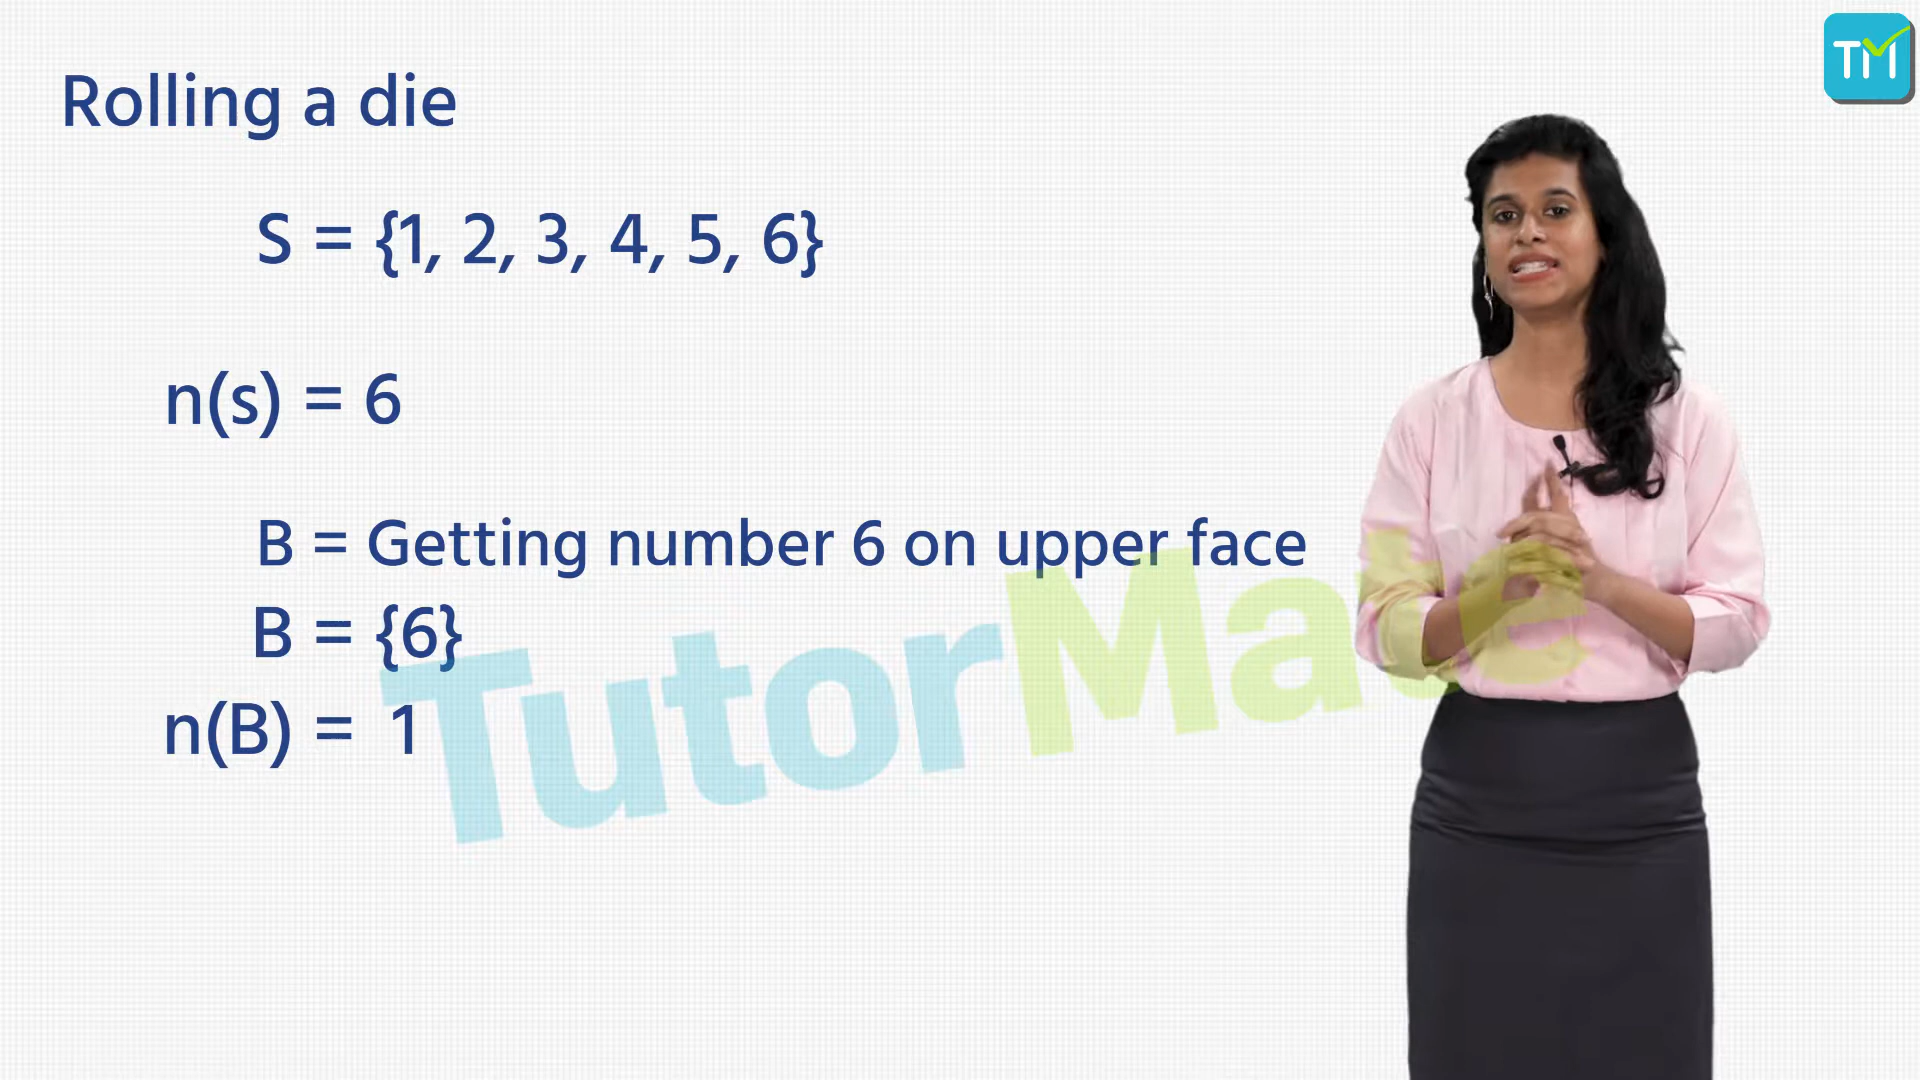 TM
Rolling a die
S = {1, 2, 3, 4, 5, 6}
n(s) = 6
B = Getting number 6 on upper face
B = {6}
n(B) = 1
TutorMate